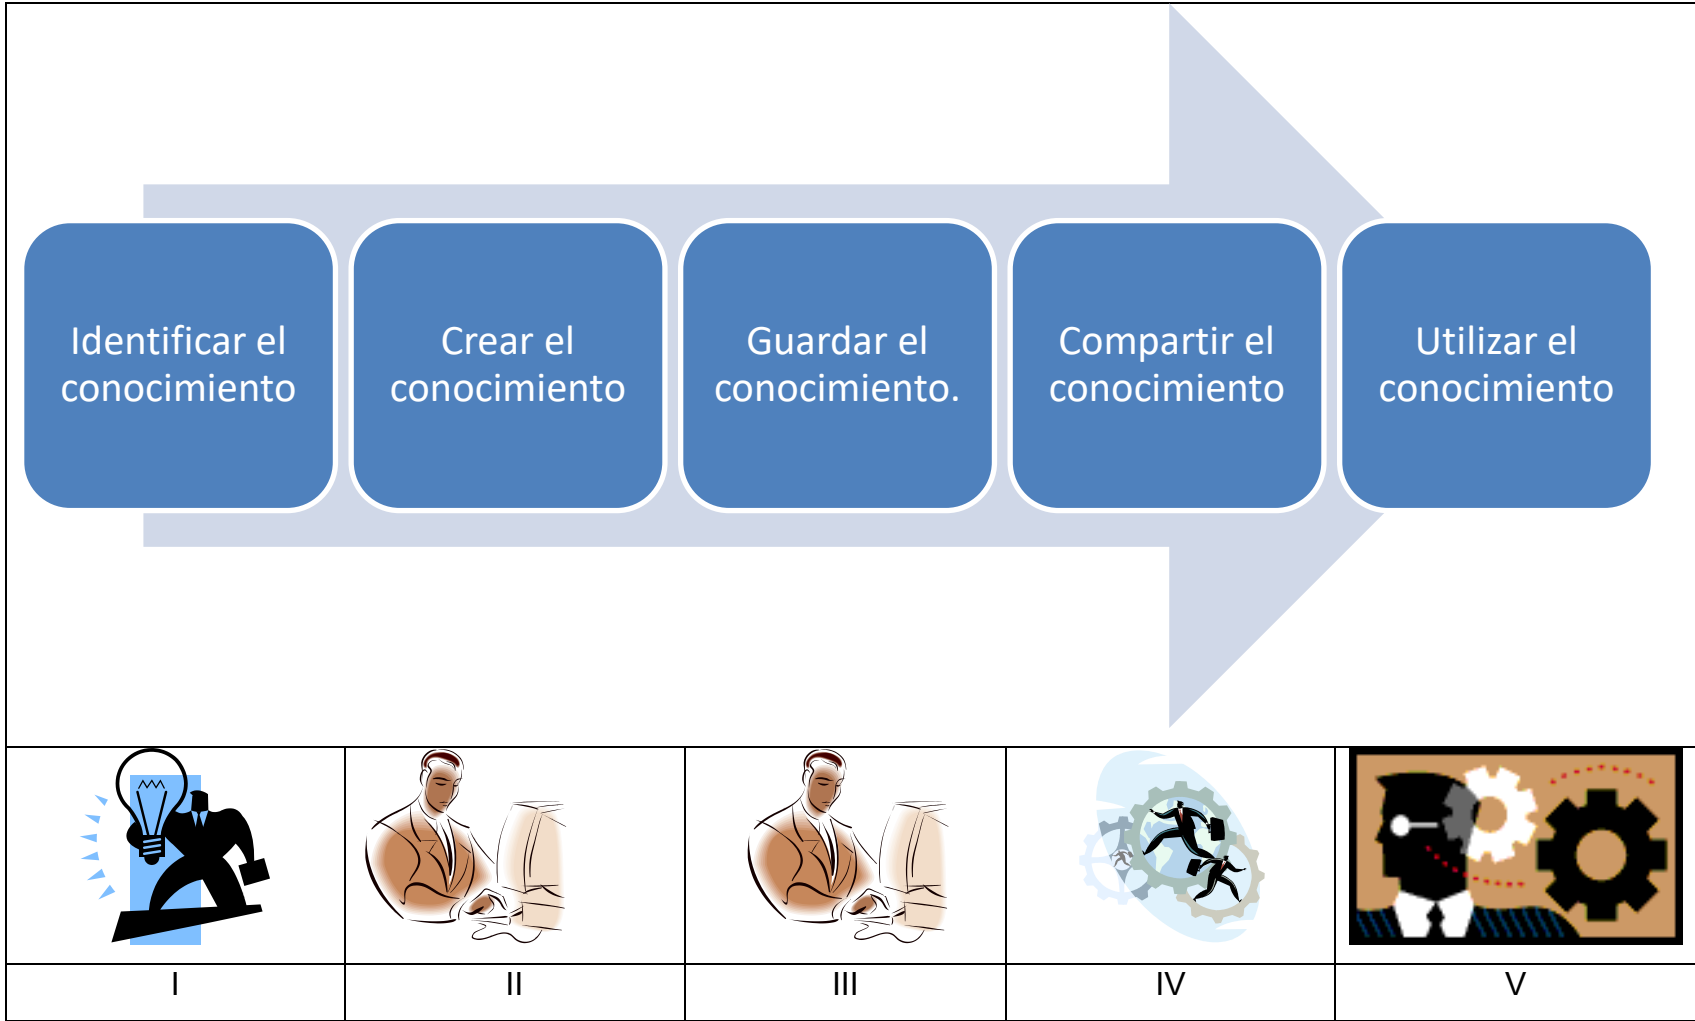 Identificar el
conocimiento
Crear el
conocimiento
Guardar el
conocimiento.
Compartir el
conocimiento
Utilizar el
conocimiento
I
II
III
IV
V